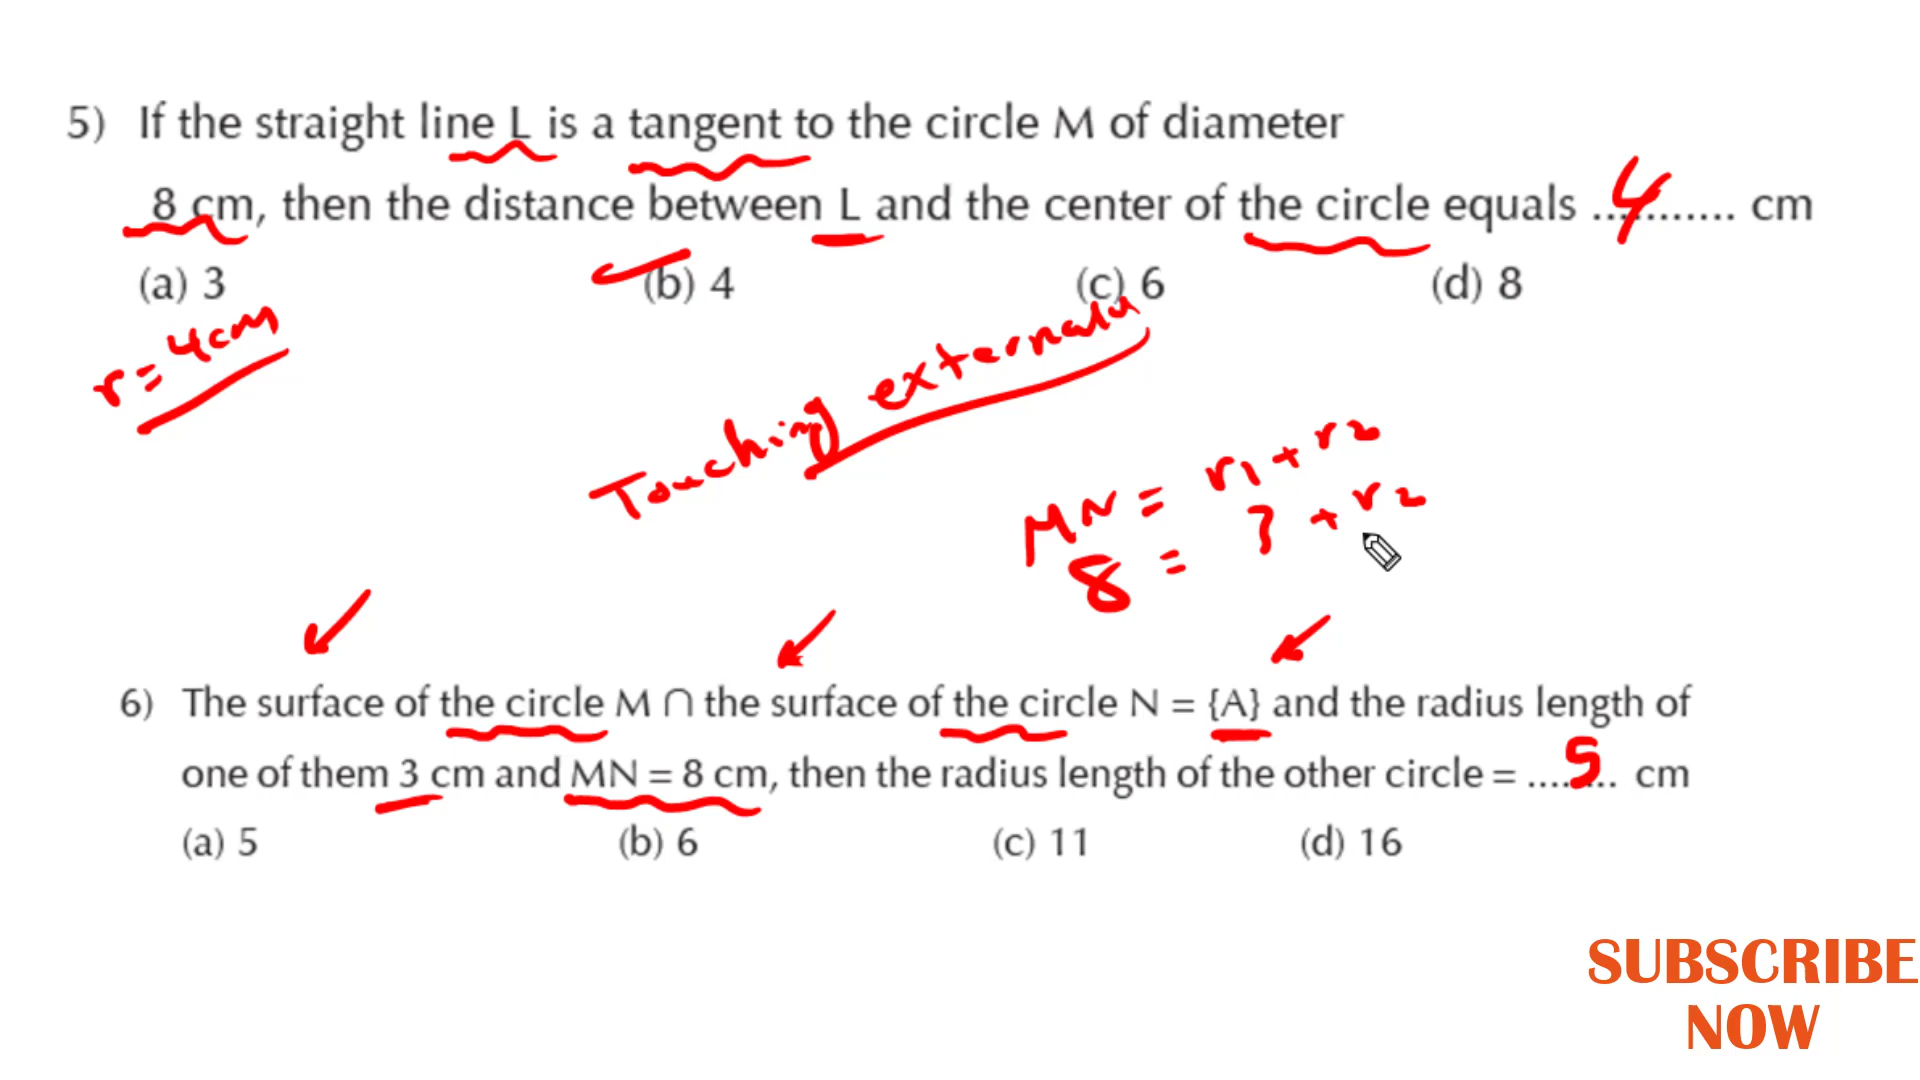 5) If the straight line L is a tangent to the circle M of diameter
8 cm, then the distance between L and the center of the circle equals ........... cm
4
(a) 3 (b) 4 (c) 6 (d) 8
r = 4cm
Touching externally
MN = r1 + r2
8 = 3 + r2
6) The surface of the circle M ∩ the surface of the circle N = {A} and the radius length of
one of them 3 cm and MN = 8 cm, then the radius length of the other circle = ........ cm
5
(a) 5 (b) 6 (c) 11 (d) 16
SUBSCRIBE
NOW